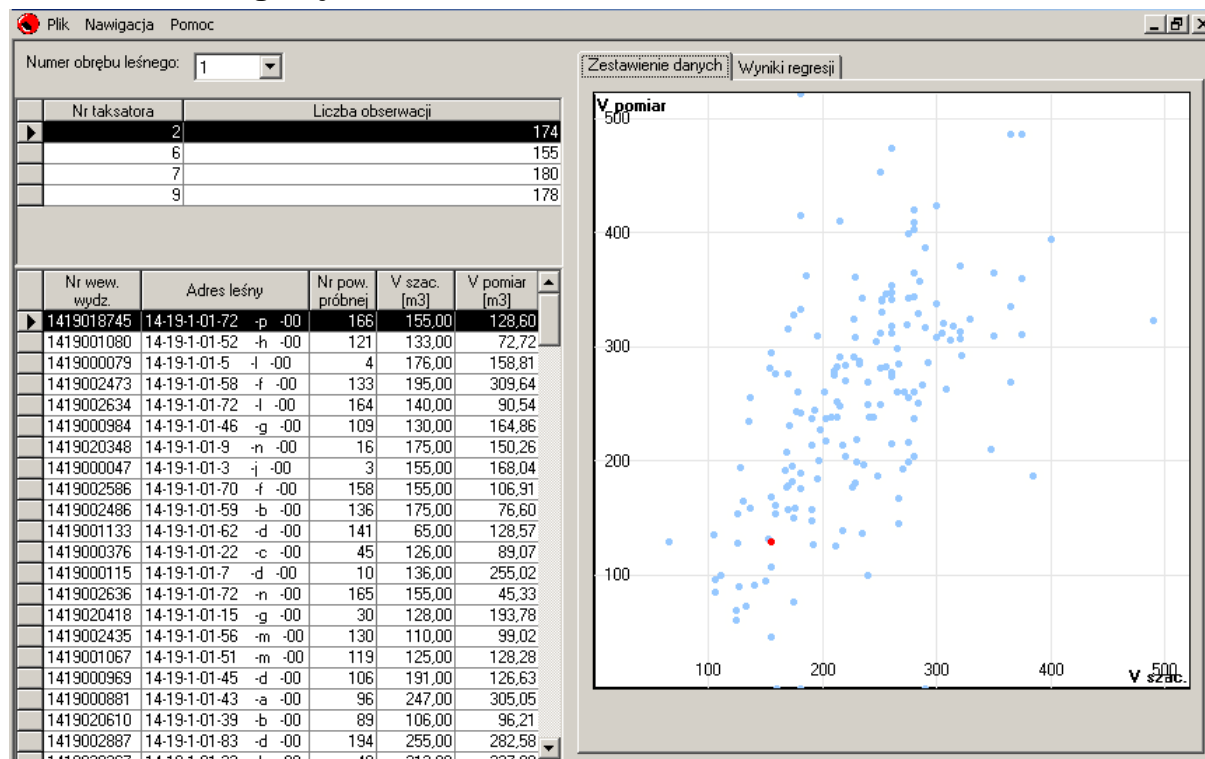 Plik Nawigacja Pomoc
Numer obrębu leśnego: 1
Nr taksatora Liczba obserwacji
2 174
6 155
7 180
9 178
Nr wew. wydz. Adres leśny Nr pow. próbnej V szac. [m3] V pomiar [m3]
1419018745 14-19-1-01-72 -p -00 166 155,00 128,60
1419001080 14-19-1-01-52 -h -00 121 133,00 72,72
1419000079 14-19-1-01-5 -l -00 4 176,00 158,81
1419002473 14-19-1-01-58 -f -00 133 195,00 309,64
1419002634 14-19-1-01-72 -l -00 164 140,00 90,54
1419000984 14-19-1-01-46 -g -00 109 130,00 164,86
1419020348 14-19-1-01-9 -n -00 16 175,00 150,26
1419000047 14-19-1-01-3 -j -00 3 155,00 168,04
1419002586 14-19-1-01-70 -f -00 158 155,00 106,91
1419002486 14-19-1-01-59 -b -00 136 175,00 76,60
1419001133 14-19-1-01-62 -d -00 141 65,00 128,57
1419000376 14-19-1-01-22 -c -00 45 126,00 89,07
1419000115 14-19-1-01-7 -d -00 10 136,00 255,02
1419002636 14-19-1-01-72 -n -00 165 155,00 45,33
1419020418 14-19-1-01-15 -g -00 30 128,00 193,78
1419002435 14-19-1-01-56 -m -00 130 110,00 99,02
1419001067 14-19-1-01-51 -m -00 119 125,00 128,28
1419000969 14-19-1-01-45 -d -00 106 191,00 126,63
1419000881 14-19-1-01-43 -a -00 96 247,00 305,05
1419020610 14-19-1-01-39 -b -00 89 106,00 96,21
1419002887 14-19-1-01-83 -d -00 194 255,00 282,58
Zestawienie danych Wyniki regresji
V pomiar
500
400
300
200
100
100 200 300 400 500
V szac.